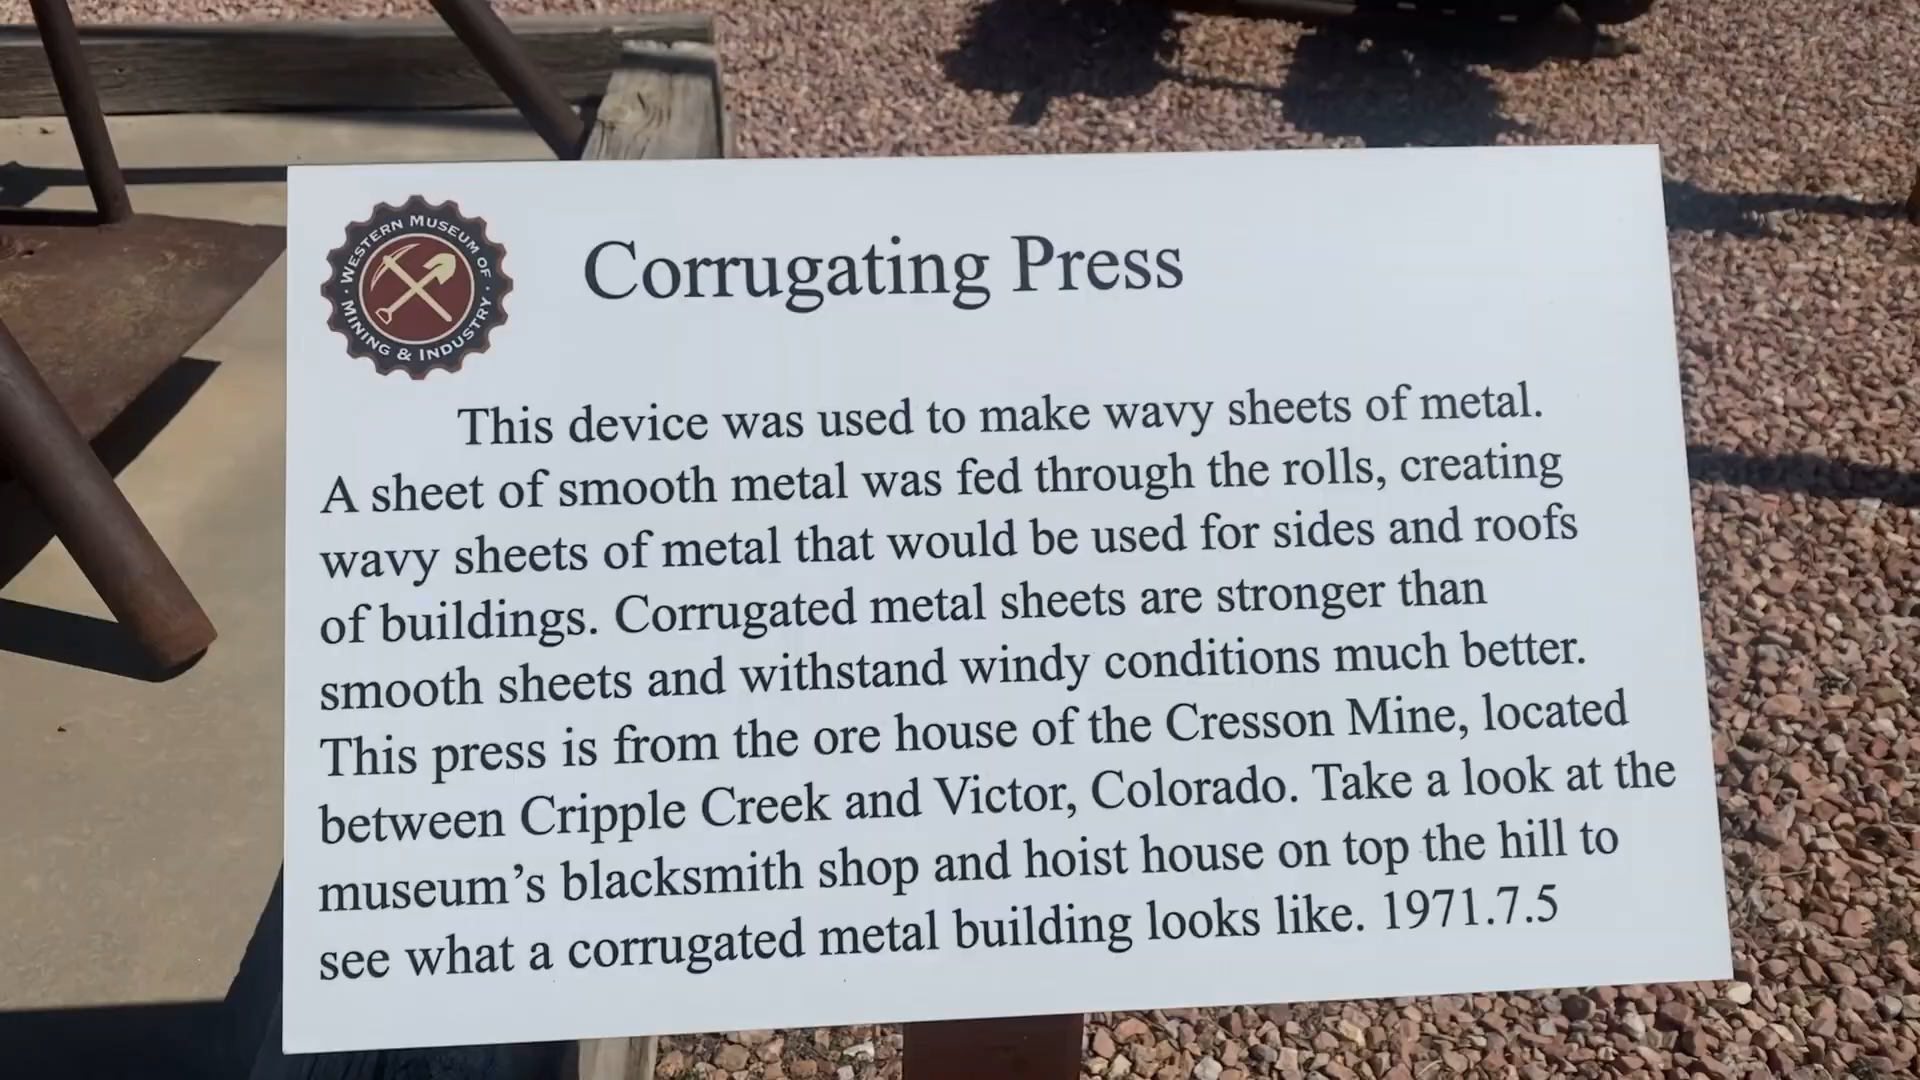 WESTERN MUSEUM OF
MINING & INDUSTRY
Corrugating Press
This device was used to make wavy sheets of metal.
A sheet of smooth metal was fed through the rolls, creating
wavy sheets of metal that would be used for sides and roofs
of buildings. Corrugated metal sheets are stronger than
smooth sheets and withstand windy conditions much better.
This press is from the ore house of the Cresson Mine, located
between Cripple Creek and Victor, Colorado. Take a look at the
museum’s blacksmith shop and hoist house on top the hill to
see what a corrugated metal building looks like. 1971.7.5